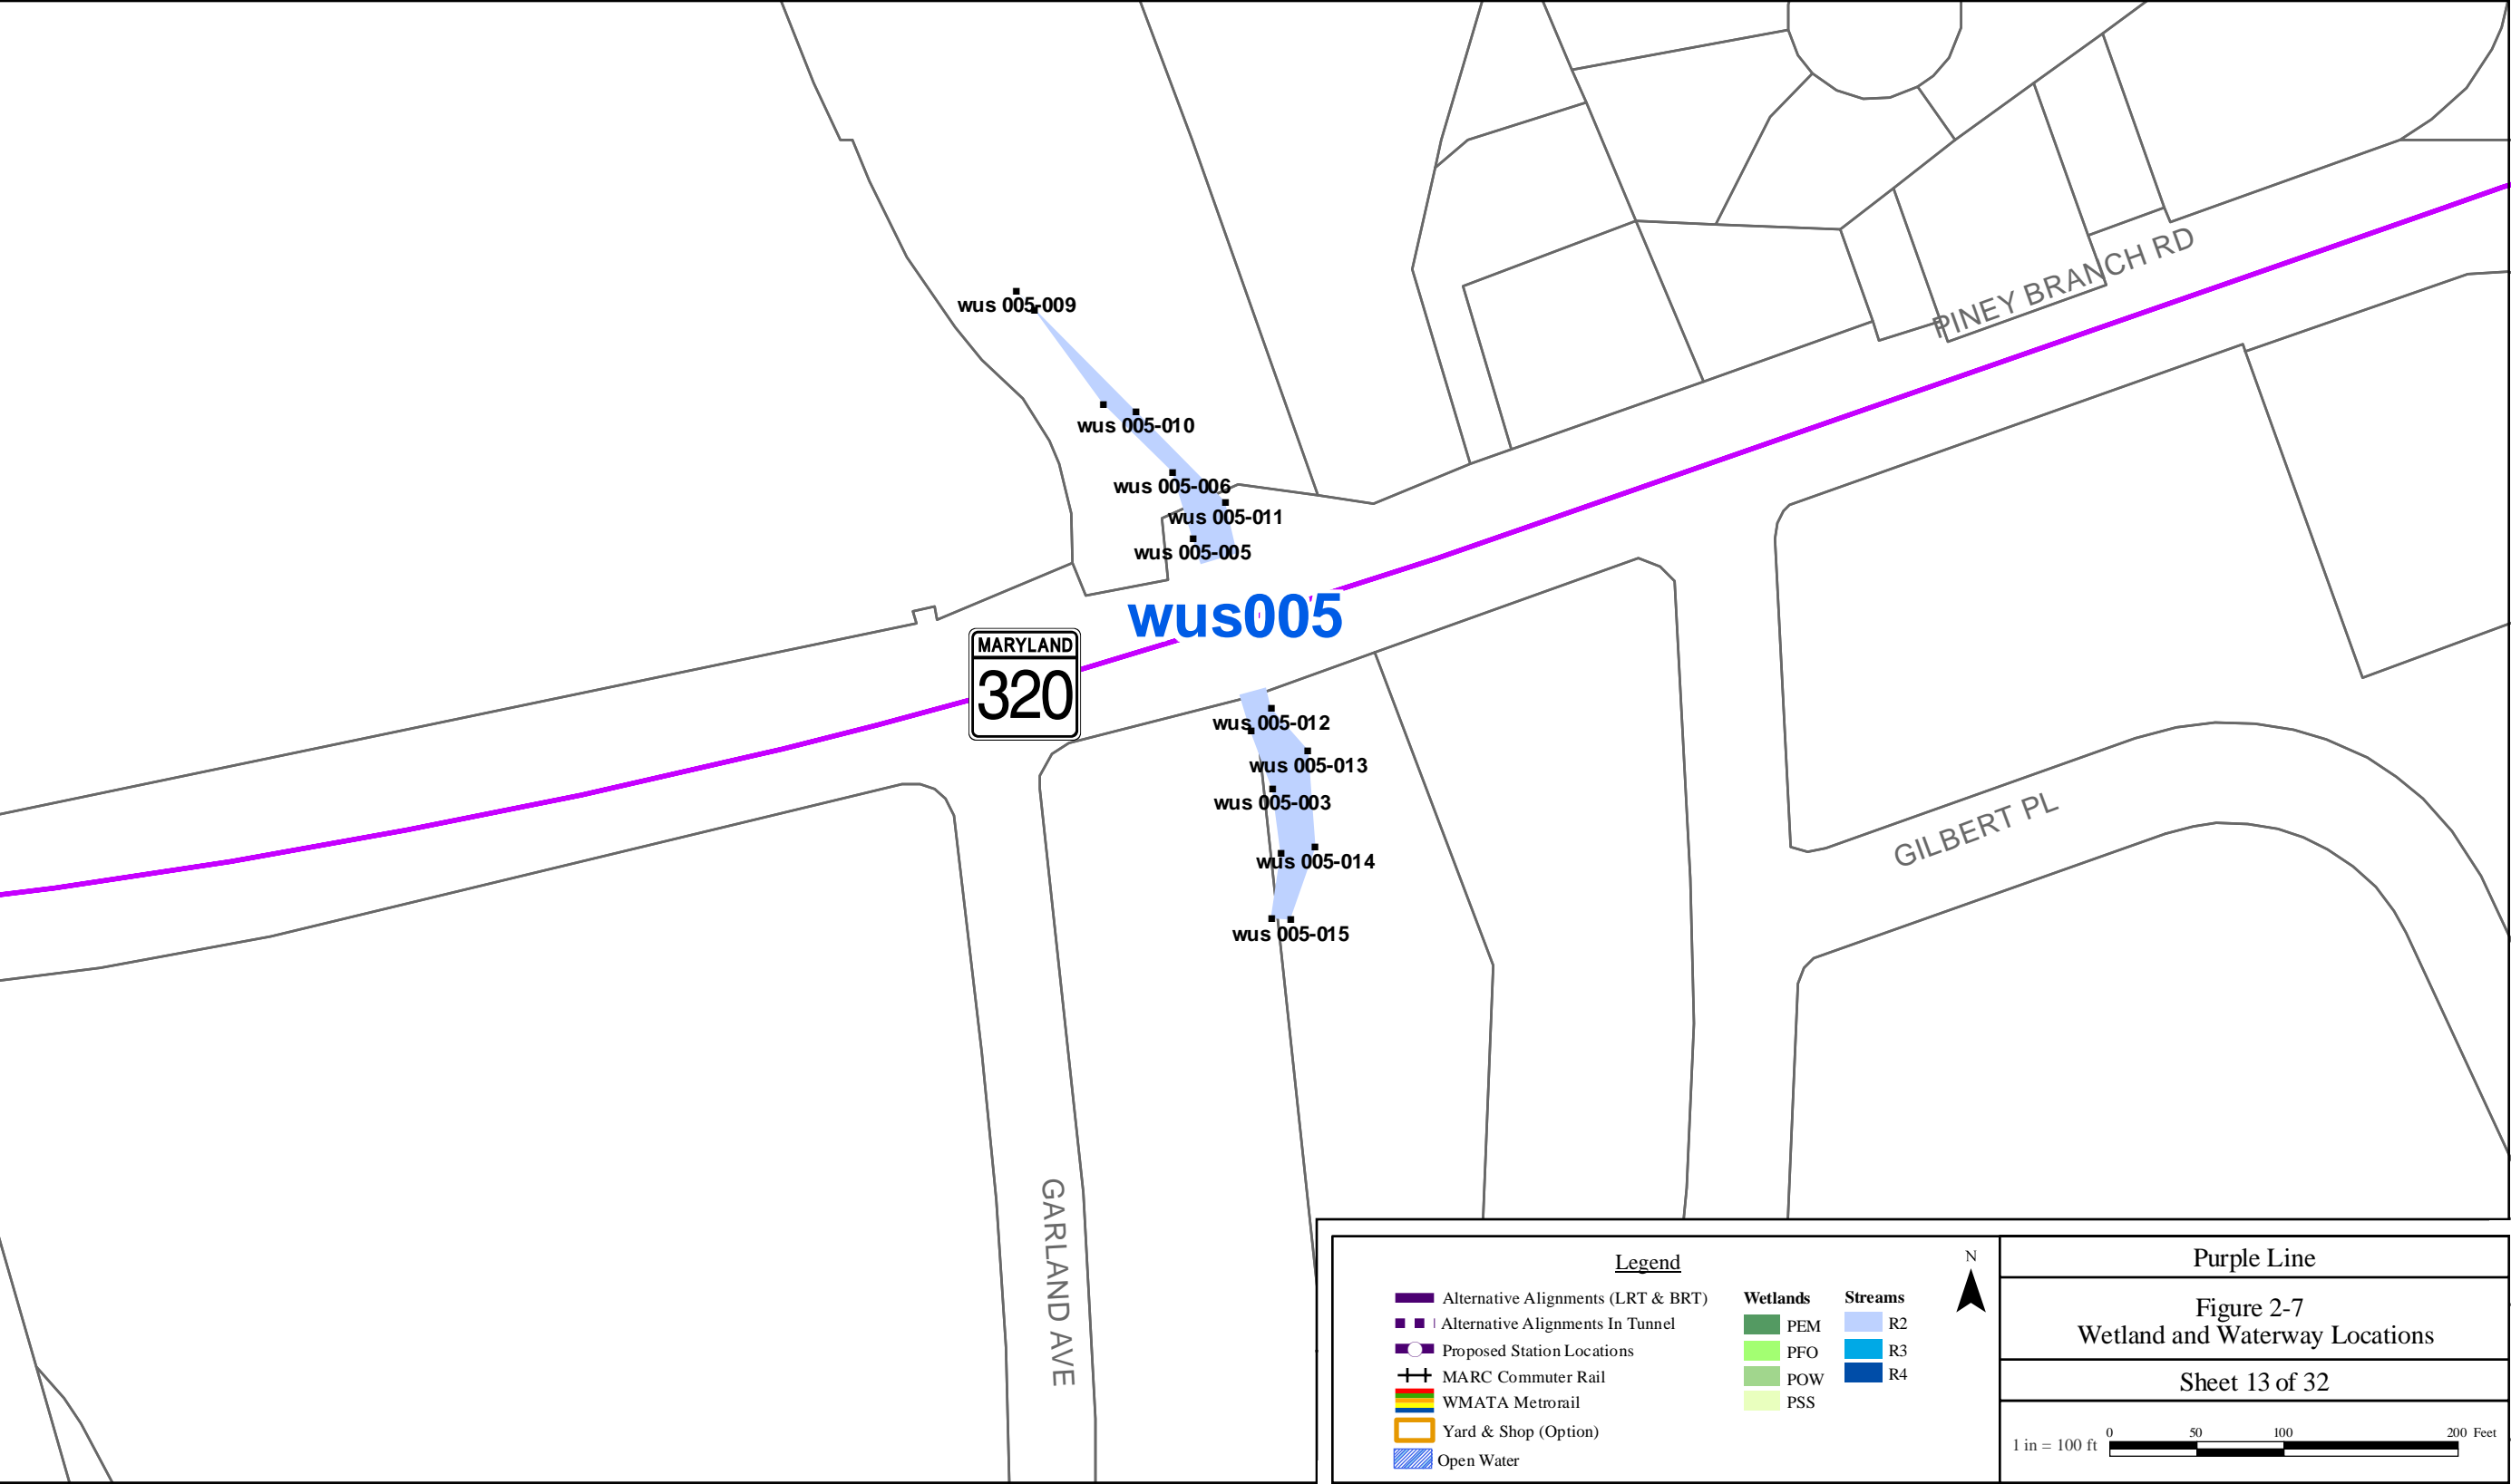 PINEY BRANCH RD
wus 005-009
wus 005-010
wus 005-006
wus 005-011
wus 005-005
wus005
MARYLAND
320
wus 005-012
wus 005-013
wus 005-003
wus 005-014
wus 005-015
GILBERT PL
GARLAND AVE
Legend
Alternative Alignments (LRT & BRT)
Alternative Alignments In Tunnel
Proposed Station Locations
MARC Commuter Rail
WMATA Metrorail
Yard & Shop (Option)
Open Water
Wetlands
PEM
PFO
POW
PSS
Streams
R2
R3
R4
N
Purple Line
Figure 2-7
Wetland and Waterway Locations
Sheet 13 of 32
1 in = 100 ft
0 50 100 200 Feet